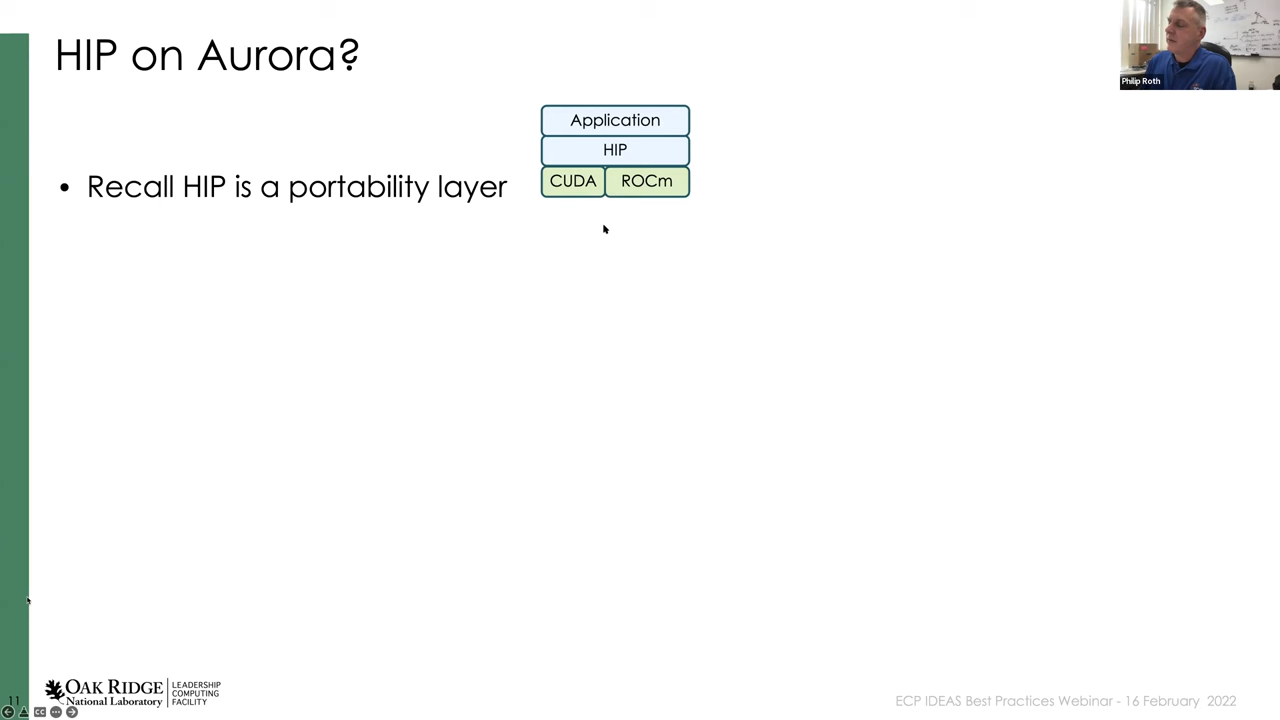 HIP on Aurora?
Philip Roth
Application
HIP
CUDA ROCm
• Recall HIP is a portability layer
11
OAK RIDGE
National Laboratory
LEADERSHIP
COMPUTING
FACILITY
ECP IDEAS Best Practices Webinar - 16 February 2022